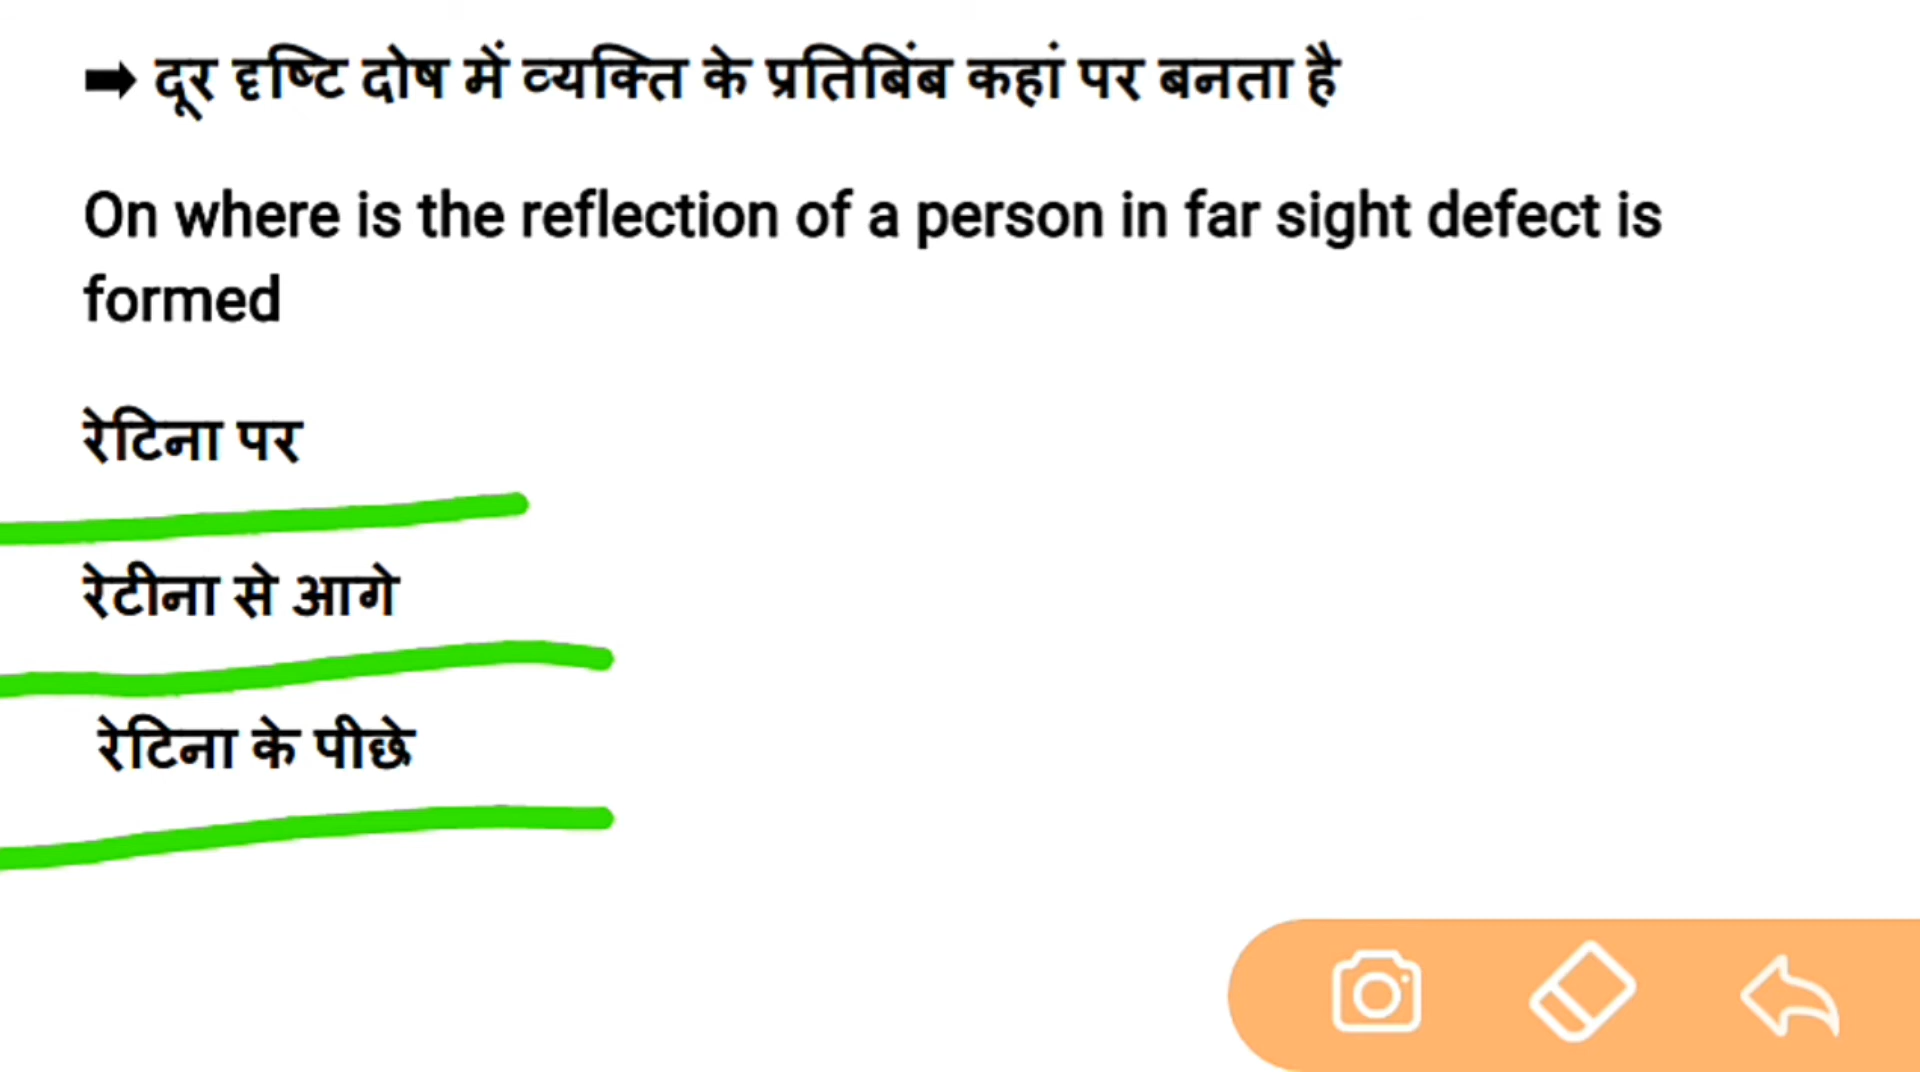 ➡ दूर दृष्टि दोष में व्यक्ति के प्रतिबिंब कहां पर बनता है
On where is the reflection of a person in far sight defect is
formed
रेटिना पर
रेटीना से आगे
रेटिना के पीछे